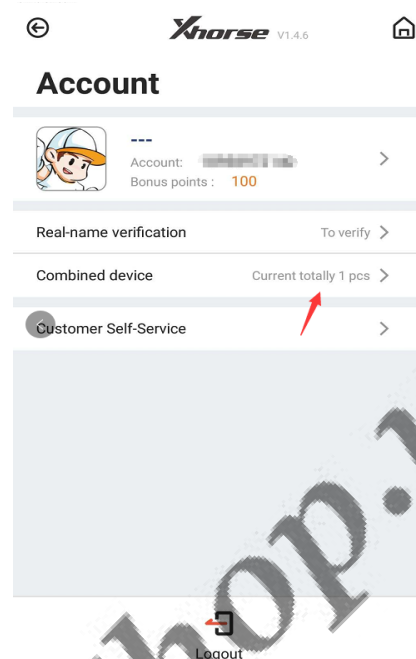 Xhorse V1.4.6
Account
---
Account:
Bonus points : 100
Real-name verification To verify
Combined device Current totally 1 pcs
Customer Self-Service
Logout